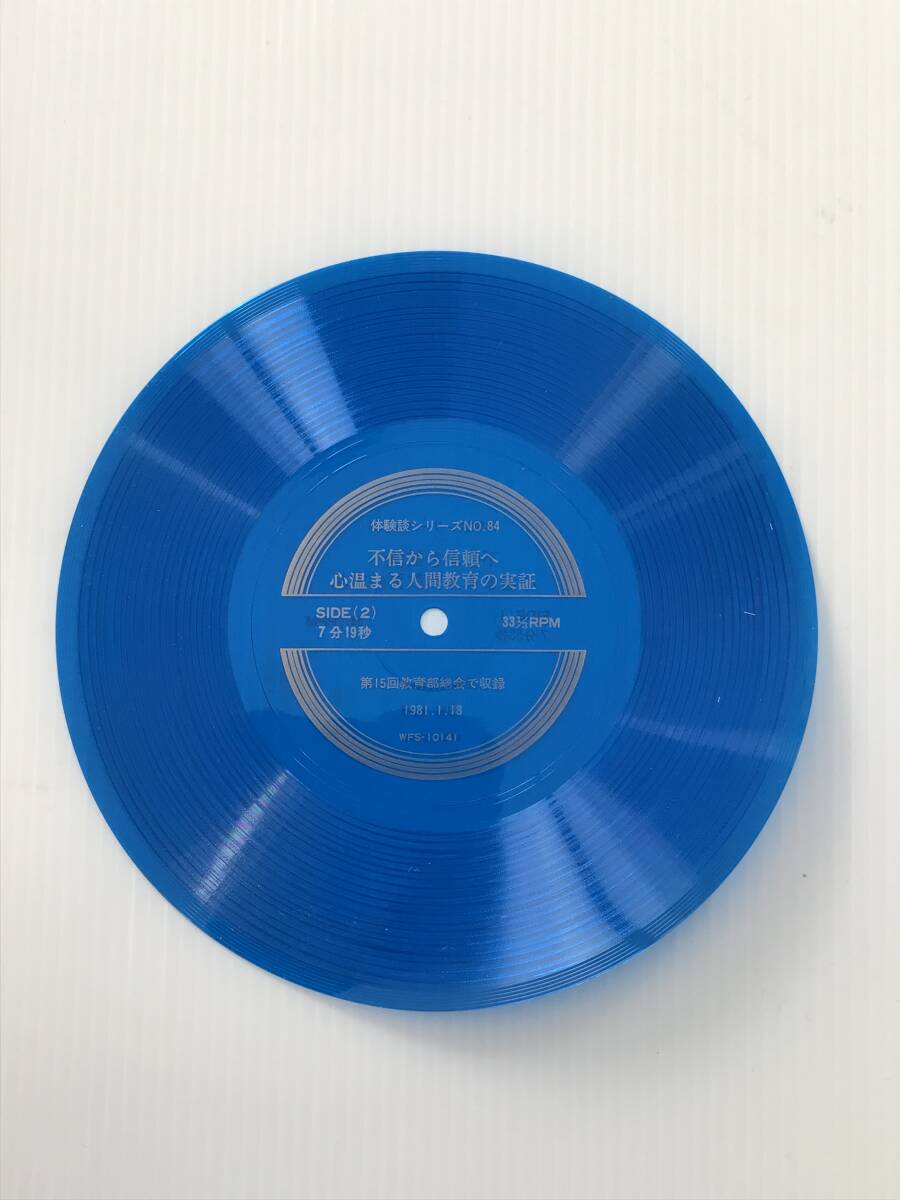 体験談シリーズNO.84
不信から信頼へ
心温まる人間教育の実証
SIDE(2)
7分19秒
33⅓RPM
第15回教育部総会で収録
1981.1.18
WFS-10141